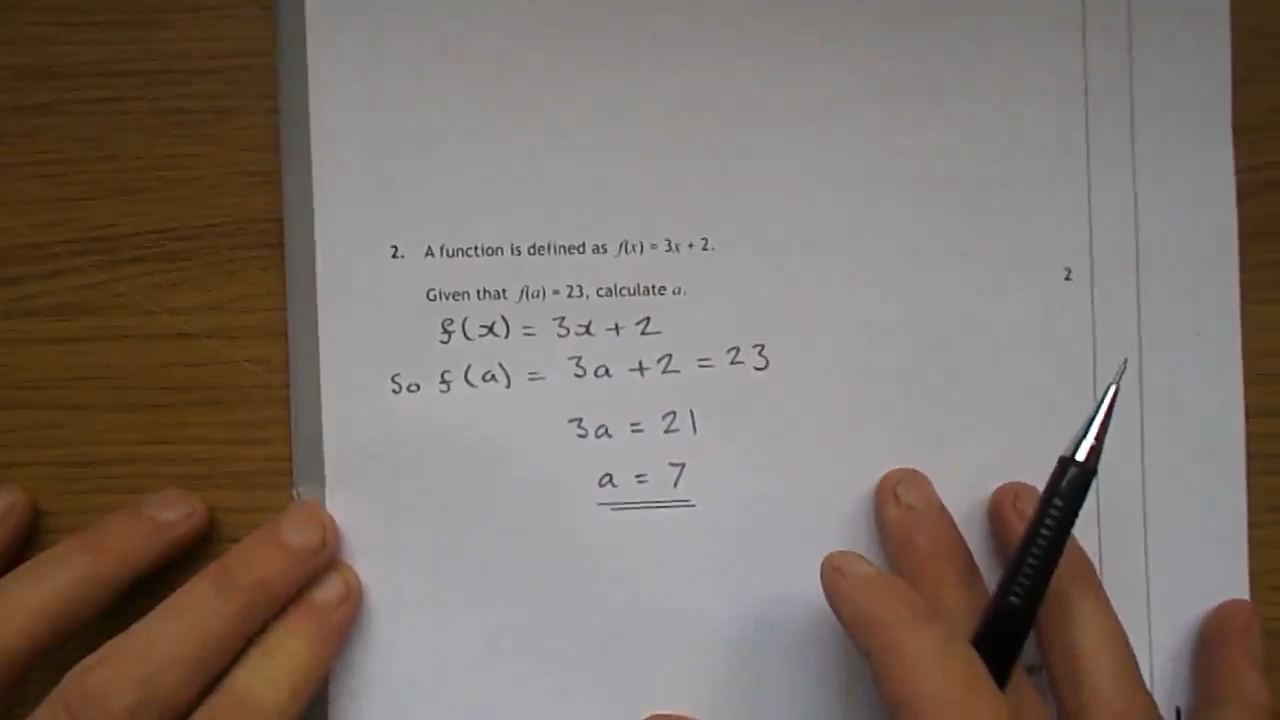 2. A function is defined as f(x) = 3x + 2.
Given that f(a) = 23, calculate a.
2
f(x) = 3x + 2
So f(a) = 3a + 2 = 23
3a = 21
a = 7